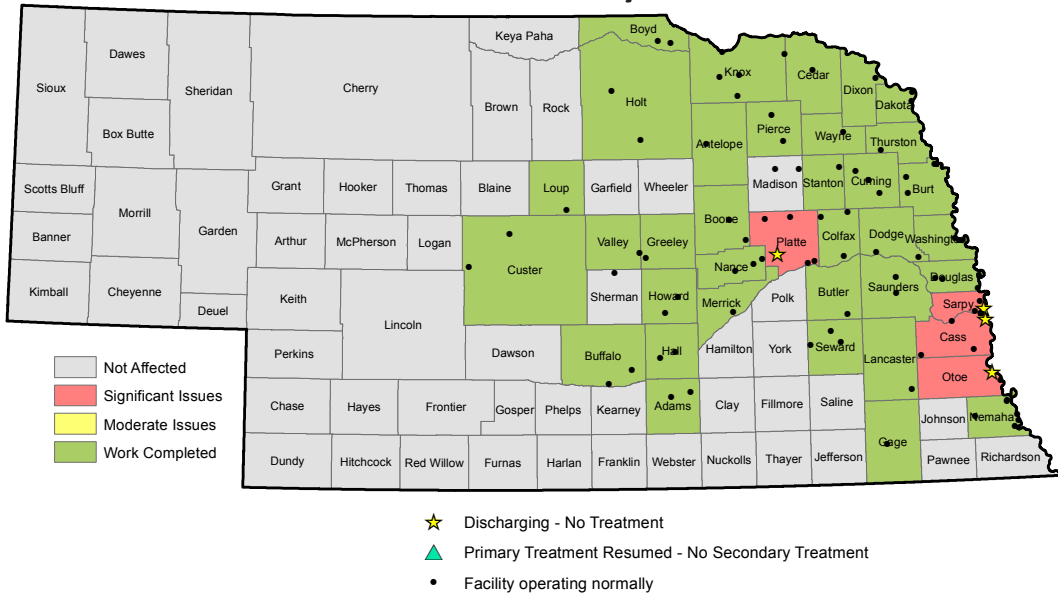 Keya Paha
Boyd
Dawes
Sioux
Sheridan
Cherry
Brown
Rock
Holt
Knox
Cedar
Dixon
Dakota
Box Butte
Antelope
Pierce
Wayne
Thurston
Scotts Bluff
Morrill
Grant
Hooker
Thomas
Blaine
Loup
Garfield
Wheeler
Madison
Stanton
Cuming
Burt
Banner
Garden
Arthur
McPherson
Logan
Custer
Valley
Greeley
Boone
Platte
Colfax
Dodge
Washington
Kimball
Cheyenne
Deuel
Keith
Lincoln
Sherman
Howard
Nance
Merrick
Polk
Butler
Saunders
Douglas
Sarpy
Perkins
Dawson
Buffalo
Hall
Hamilton
York
Seward
Lancaster
Cass
Otoe
Chase
Hayes
Frontier
Gosper
Phelps
Kearney
Adams
Clay
Fillmore
Saline
Gage
Johnson
Nemaha
Dundy
Hitchcock
Red Willow
Furnas
Harlan
Franklin
Webster
Nuckolls
Thayer
Jefferson
Pawnee
Richardson
Not Affected
Significant Issues
Moderate Issues
Work Completed
Discharging - No Treatment
Primary Treatment Resumed - No Secondary Treatment
Facility operating normally